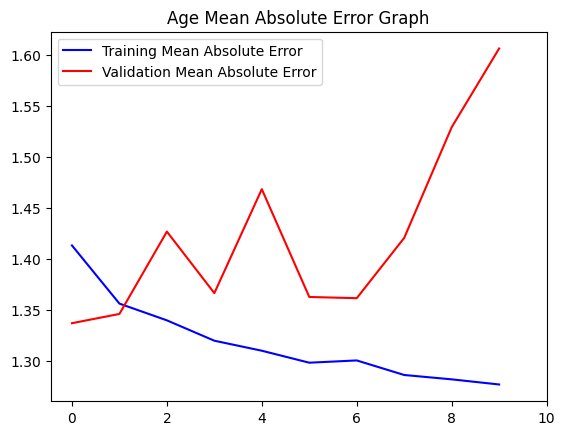 Age Mean Absolute Error Graph
Training Mean Absolute Error
Validation Mean Absolute Error
1.60
1.55
1.50
1.45
1.40
1.35
1.30
0 2 4 6 8 10